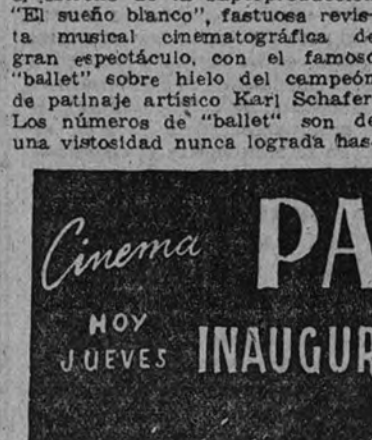 "El sueño blanco", fastuosa revis-
ta musical cinematográfica de
gran espectáculo, con el famoso
"ballet" sobre hielo del campeón
de patinaje artísico Karl Schafer.
Los números de "ballet" son de
una vistosidad nunca lograda has-
Cinema PA
HOY
JUEVES
INAUGUR